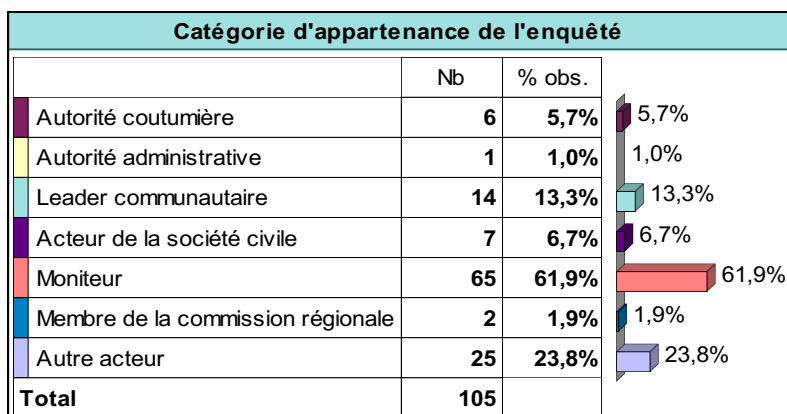 Catégorie d'appartenance de l'enquêté
Nb % obs.
Autorité coutumière 6 5,7% 5,7%
Autorité administrative 1 1,0% 1,0%
Leader communautaire 14 13,3% 13,3%
Acteur de la société civile 7 6,7% 6,7%
Moniteur 65 61,9% 61,9%
Membre de la commission régionale 2 1,9% 1,9%
Autre acteur 25 23,8% 23,8%
Total 105